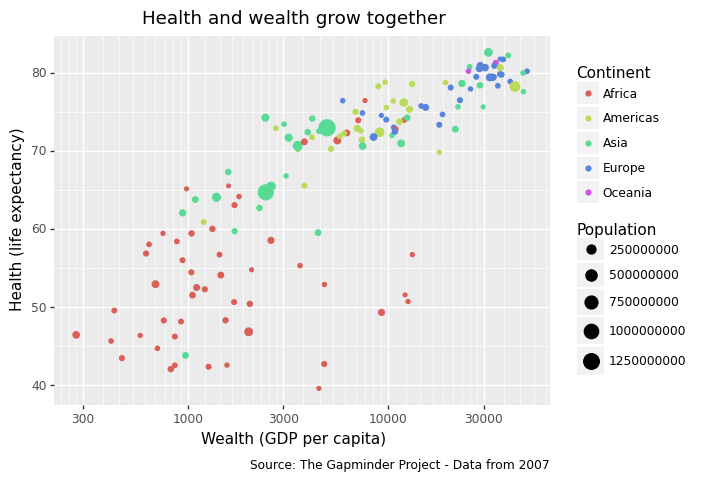 Health and wealth grow together
Health (life expectancy)
80
70
60
50
40
300
1000
3000
10000
30000
Wealth (GDP per capita)
Source: The Gapminder Project - Data from 2007
Continent
Africa
Americas
Asia
Europe
Oceania
Population
250000000
500000000
750000000
1000000000
1250000000